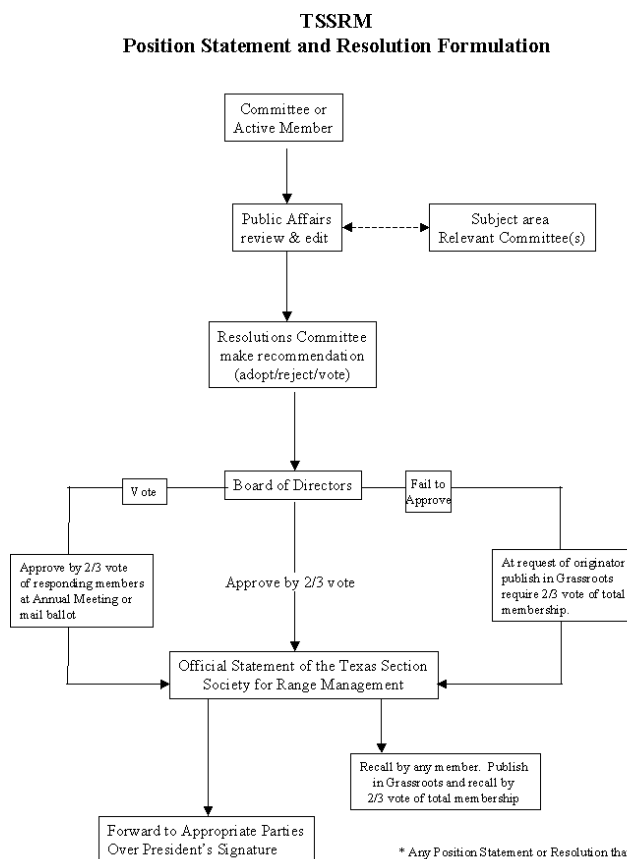 TSSRM
Position Statement and Resolution Formulation
Committee or
Active Member
Public Affairs
review & edit
Subject area
Relevant Committee(s)
Resolutions Committee
make recommendation
(adopt/reject/vote)
Vote
Board of Directors
Fail to
Approve
Approve by 2/3 vote
of responding members
at Annual Meeting or
mail ballot
Approve by 2/3 vote
At request of originator
publish in Grassroots
require 2/3 vote of total
membership.
Official Statement of the Texas Section
Society for Range Management
Recall by any member. Publish
in Grassroots and recall by
2/3 vote of total membership
Forward to Appropriate Parties
Over President's Signature
* Any Position Statement or Resolution tha